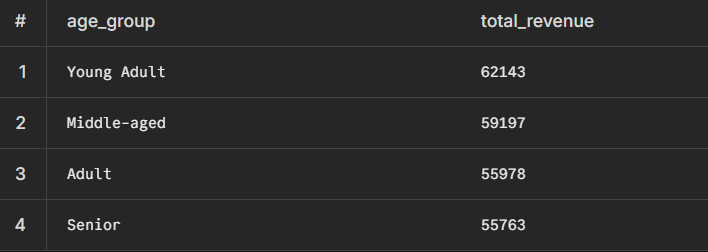 # age_group total_revenue
1 Young Adult 62143
2 Middle-aged 59197
3 Adult 55978
4 Senior 55763